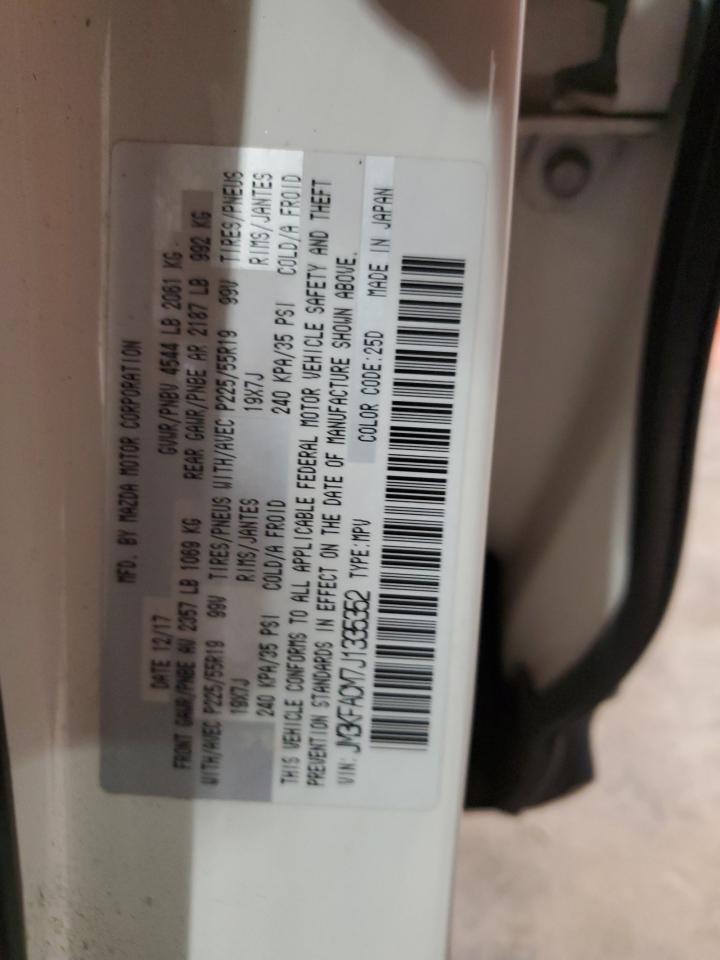 MFD. BY MAZDA MOTOR CORPORATION
DATE 12/17 GVWR/PNBV 4544 LB 2061 KG
FRONT GAWR/PNBE AV 2357 LB 1069 KG REAR GAWR/PNBE AR 2187 LB 992 KG
WITH/AVEC P225/55R19 99V TIRES/PNEUS WITH/AVEC P225/55R19 99V TIRES/PNEUS
19X7J RIMS/JANTES 19X7J RIMS/JANTES
240 KPA/35 PSI COLD/A FROID 240 KPA/35 PSI COLD/A FROID
THIS VEHICLE CONFORMS TO ALL APPLICABLE FEDERAL MOTOR VEHICLE SAFETY AND THEFT
PREVENTION STANDARDS IN EFFECT ON THE DATE OF MANUFACTURE SHOWN ABOVE.
VIN: JM3KFACM7J1335352 TYPE:MPV COLOR CODE:25D MADE IN JAPAN